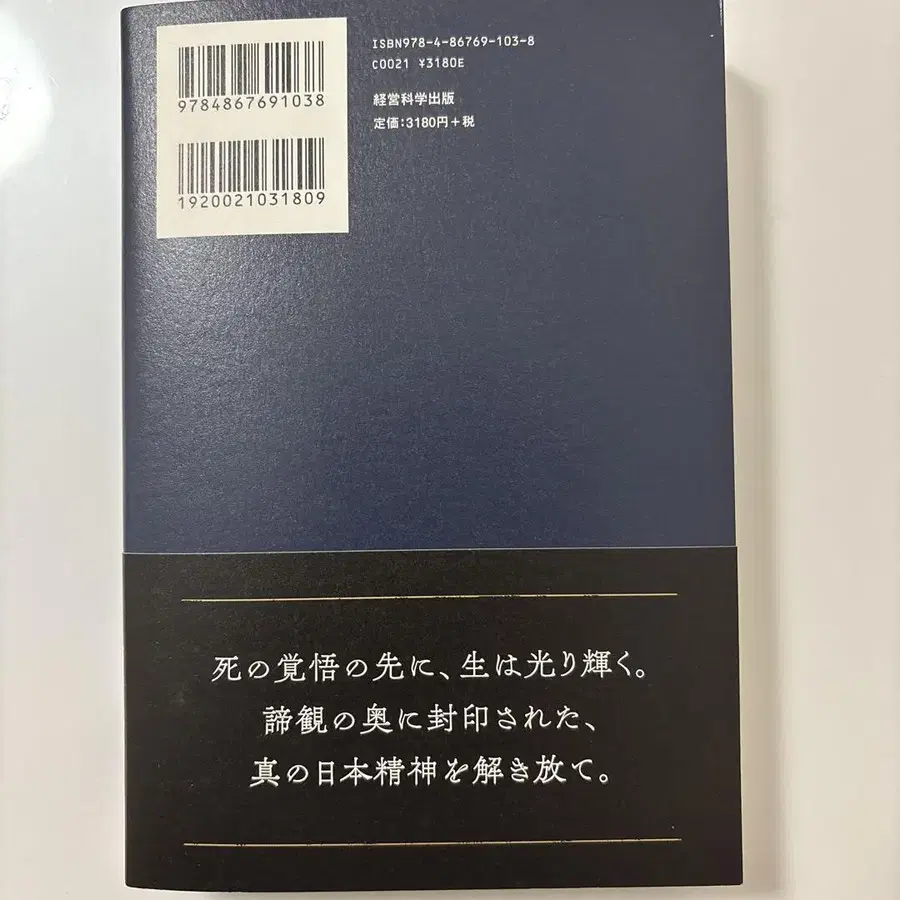 9784867691038
1920021031809
ISBN978-4-86769-103-8
C0021 ¥3180E
経営科学出版
定価:3180円+税
死の覚悟の先に、生は光り輝く。
諦観の奥に封印された、
真の日本精神を解き放て。